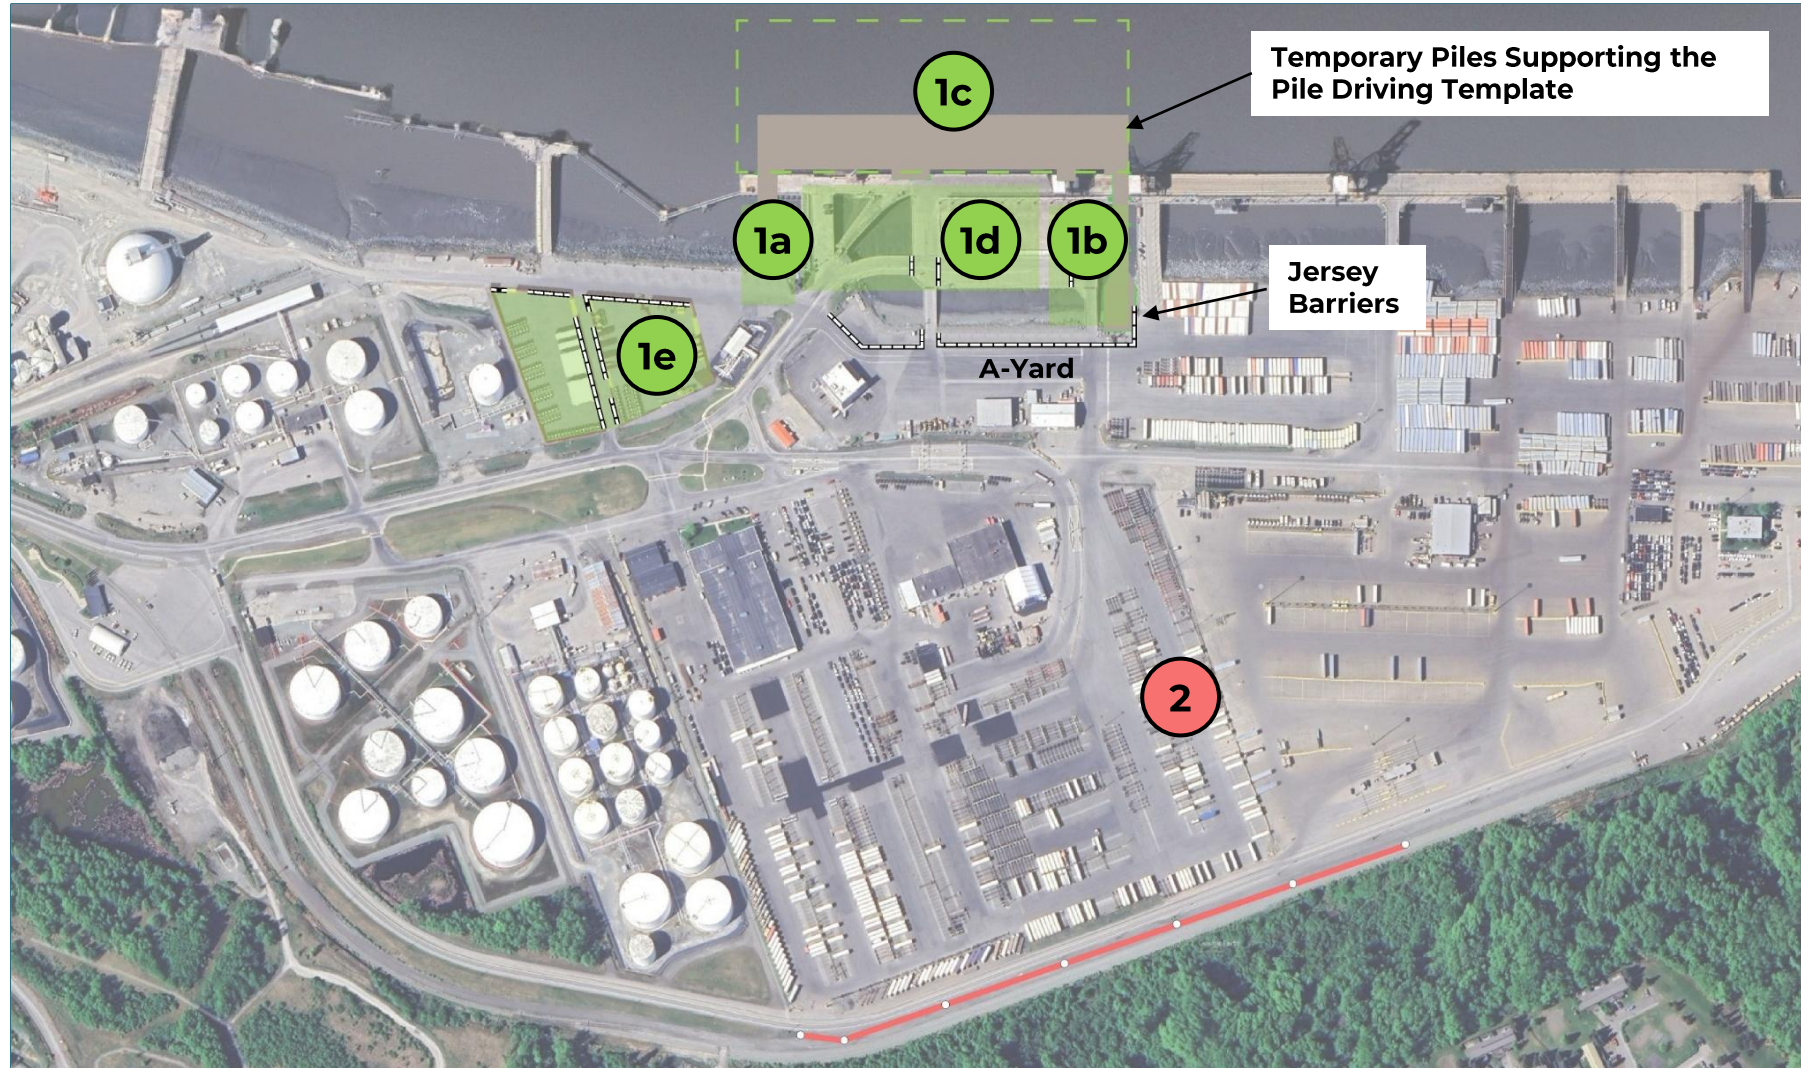 1c
Temporary Piles Supporting the
Pile Driving Template
1a
1d
1b
Jersey
Barriers
1e
A-Yard
2